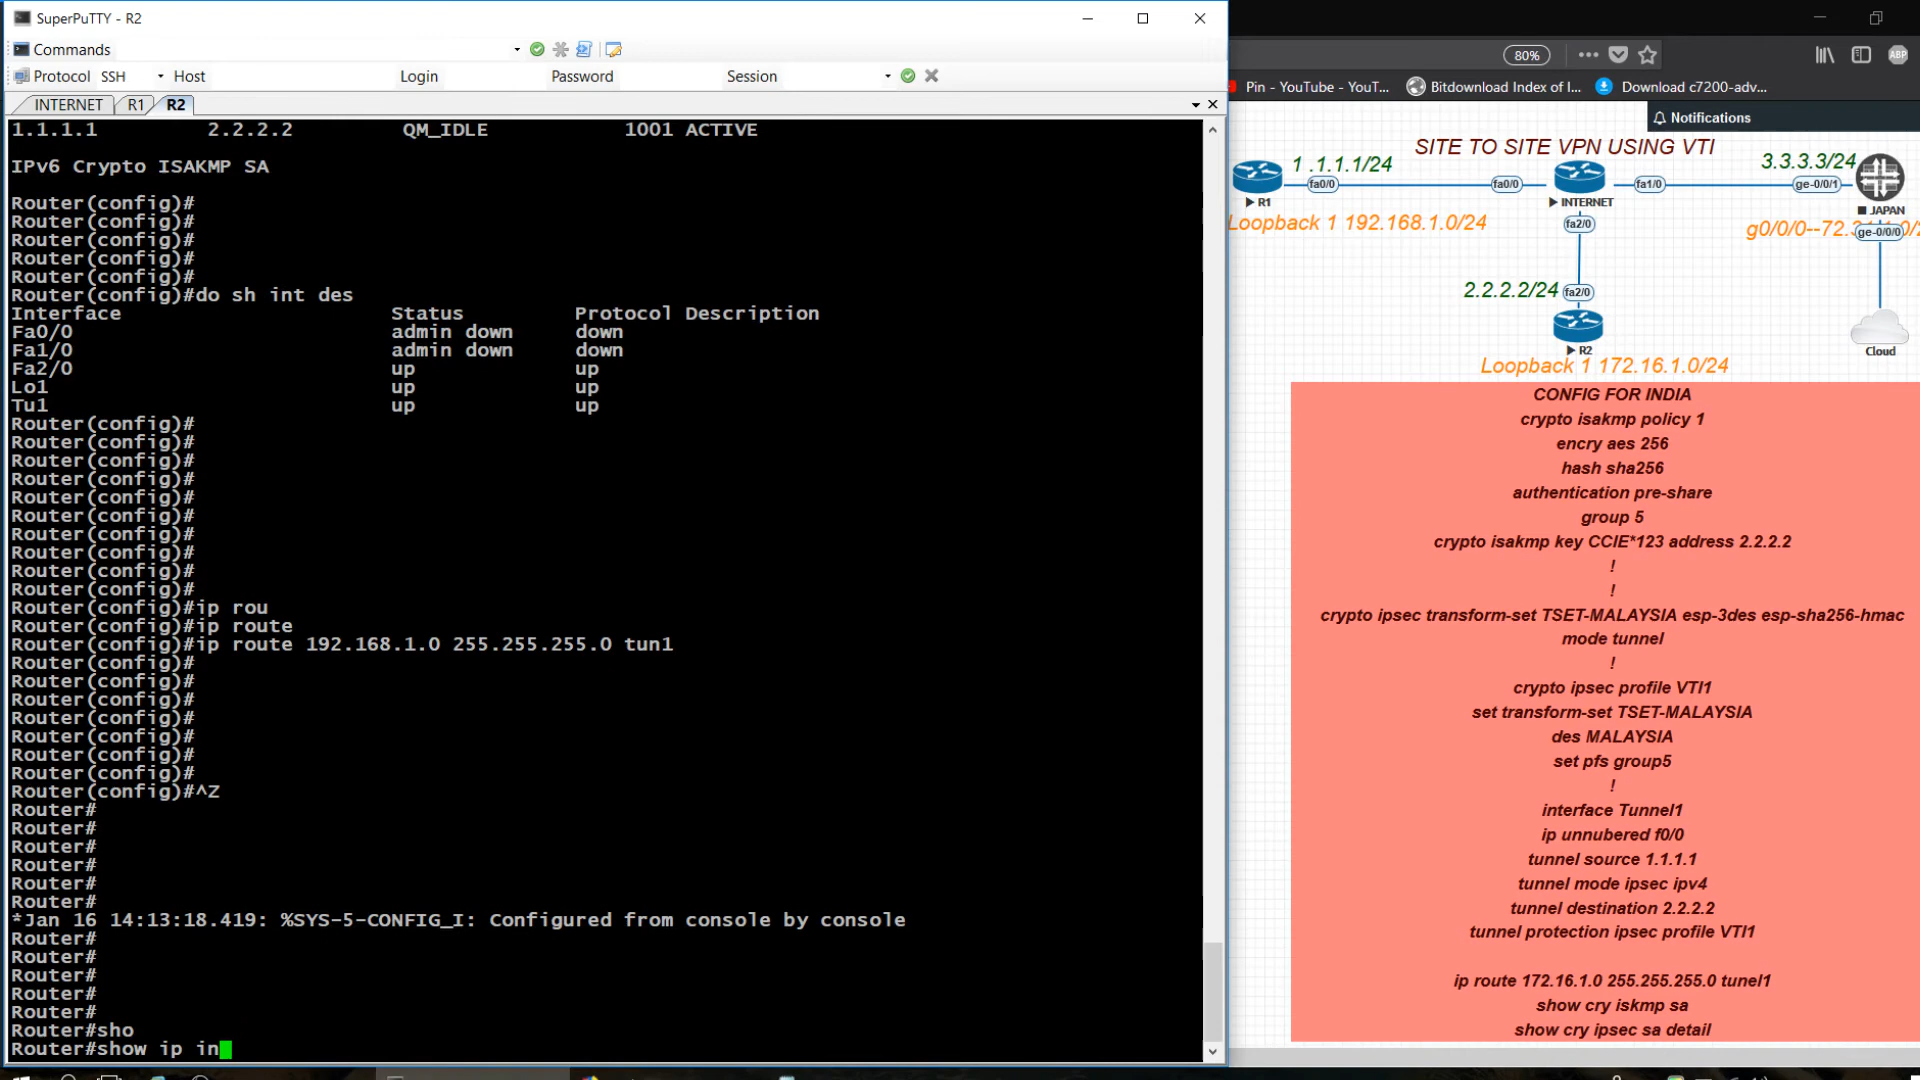 SuperPuTTY - R2
Commands
Protocol SSH Host Login Password Session
INTERNET R1 R2
1.1.1.1 2.2.2.2 QM_IDLE 1001 ACTIVE
IPv6 Crypto ISAKMP SA
Router(config)#
Router(config)#
Router(config)#
Router(config)#
Router(config)#
Router(config)#do sh int des
Interface Status Protocol Description
Fa0/0 admin down down
Fa1/0 admin down down
Fa2/0 up up
Lo1 up up
Tu1 up up
Router(config)#
Router(config)#
Router(config)#
Router(config)#
Router(config)#
Router(config)#
Router(config)#
Router(config)#
Router(config)#
Router(config)#
Router(config)#ip rou
Router(config)#ip route
Router(config)#ip route 192.168.1.0 255.255.255.0 tun1
Router(config)#
Router(config)#
Router(config)#
Router(config)#
Router(config)#
Router(config)#
Router(config)#
Router(config)#^Z
Router#
Router#
Router#
Router#
Router#
Router#
*Jan 16 14:13:18.419: %SYS-5-CONFIG_I: Configured from console by console
Router#
Router#
Router#
Router#
Router#
Router#sho
Router#show ip in
80%
ABP
Pin - YouTube - YouT... Bitdownload Index of I... Download c7200-adv...
Notifications
SITE TO SITE VPN USING VTI
1 .1.1.1/24 3.3.3.3/24
fa0/0 fa0/0 fa1/0 ge-0/0/1
R1 INTERNET JAPAN
Loopback 1 192.168.1.0/24 fa2/0 ge-0/0/0
2.2.2.2/24 fa2/0
R2 Cloud
Loopback 1 172.16.1.0/24
CONFIG FOR INDIA
crypto isakmp policy 1
encry aes 256
hash sha256
authentication pre-share
group 5
crypto isakmp key CCIE*123 address 2.2.2.2
!
!
crypto ipsec transform-set TSET-MALAYSIA esp-3des esp-sha256-hmac
mode tunnel
!
crypto ipsec profile VTI1
set transform-set TSET-MALAYSIA
des MALAYSIA
set pfs group5
!
interface Tunnel1
ip unnubered f0/0
tunnel source 1.1.1.1
tunnel mode ipsec ipv4
tunnel destination 2.2.2.2
tunnel protection ipsec profile VTI1
ip route 172.16.1.0 255.255.255.0 tunel1
show cry iskmp sa
show cry ipsec sa detail